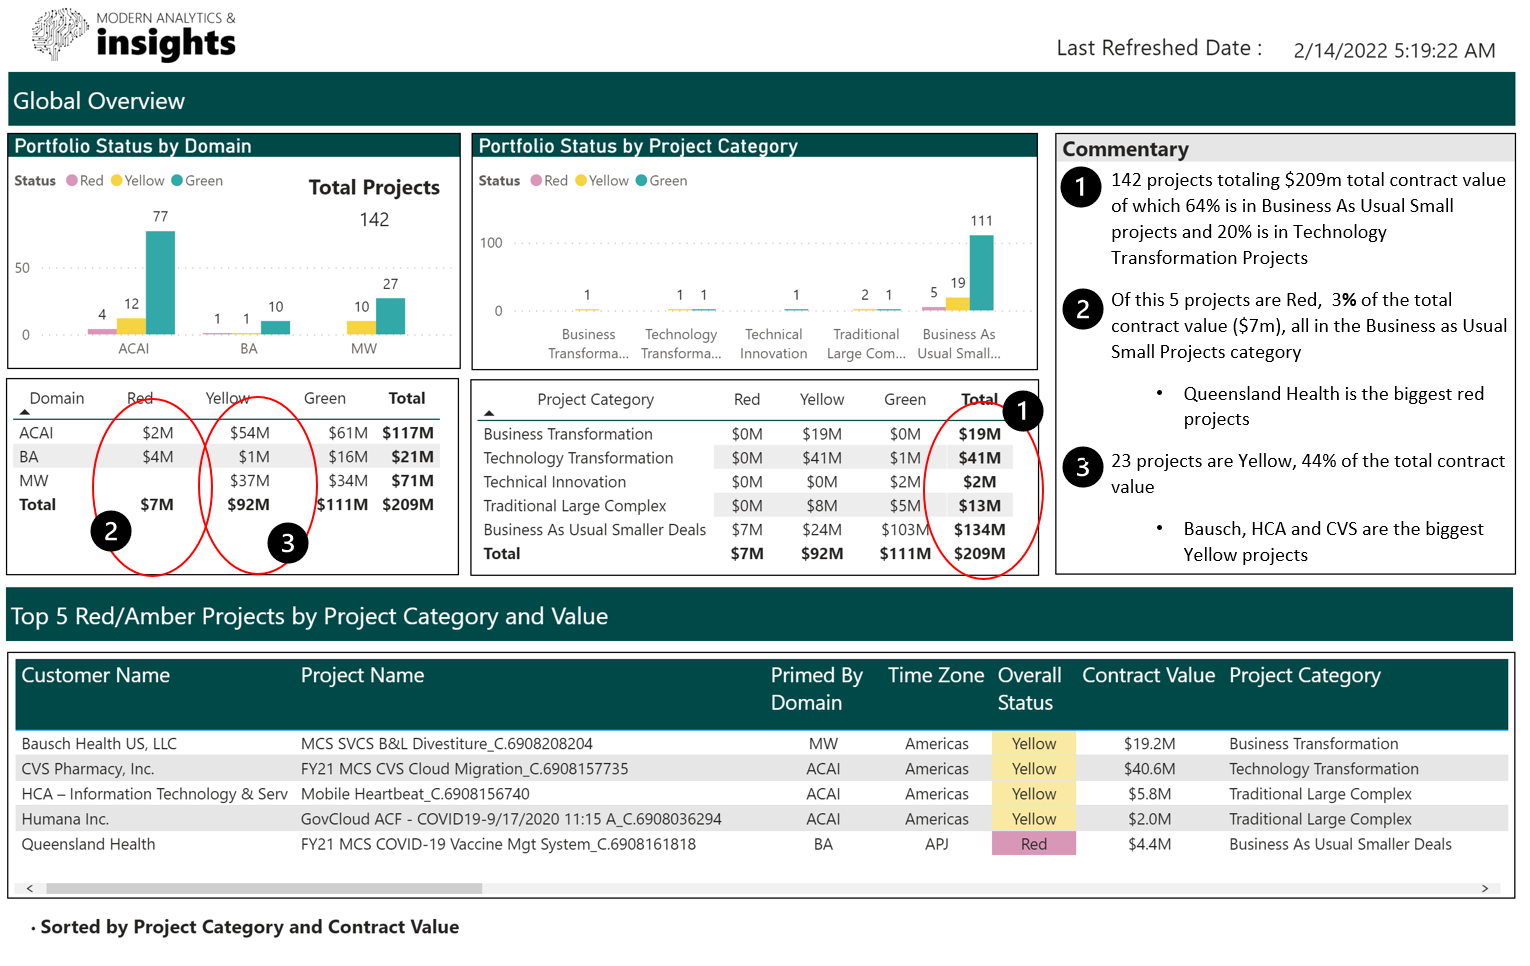 MODERN ANALYTICS &
insights
Last Refreshed Date : 2/14/2022 5:19:22 AM
Global Overview
Portfolio Status by Domain
Status Red Yellow Green
Total Projects
142
50
0
4 12 77
1 1 10
10 27
ACAI BA MW
Portfolio Status by Project Category
Status Red Yellow Green
100
0
1
1 1
1
2 1
5 19 111
Business Transforma...
Technology Transforma...
Technical Innovation
Traditional Large Com...
Business As Usual Small...
Commentary
1 142 projects totaling $209m total contract value
of which 64% is in Business As Usual Small
projects and 20% is in Technology
Transformation Projects
2 Of this 5 projects are Red, 3% of the total
contract value ($7m), all in the Business as Usual
Small Projects category
• Queensland Health is the biggest red
projects
3 23 projects are Yellow, 44% of the total contract
value
• Bausch, HCA and CVS are the biggest
Yellow projects
Domain Red Yellow Green Total
ACAI $2M $54M $61M $117M
BA $4M $1M $16M $21M
MW $37M $34M $71M
Total $7M $92M $111M $209M
2
3
Project Category Red Yellow Green Total
1
Business Transformation $0M $19M $0M $19M
Technology Transformation $0M $41M $1M $41M
Technical Innovation $0M $0M $2M $2M
Traditional Large Complex $0M $8M $5M $13M
Business As Usual Smaller Deals $7M $24M $103M $134M
Total $7M $92M $111M $209M
Top 5 Red/Amber Projects by Project Category and Value
Customer Name Project Name Primed By Domain Time Zone Overall Status Contract Value Project Category
Bausch Health US, LLC MCS SVCS B&L Divestiture_C.6908208204 MW Americas Yellow $19.2M Business Transformation
CVS Pharmacy, Inc. FY21 MCS CVS Cloud Migration_C.6908157735 ACAI Americas Yellow $40.6M Technology Transformation
HCA – Information Technology & Serv Mobile Heartbeat_C.6908156740 ACAI Americas Yellow $5.8M Traditional Large Complex
Humana Inc. GovCloud ACF - COVID19-9/17/2020 11:15 A_C.6908036294 ACAI Americas Yellow $2.0M Traditional Large Complex
Queensland Health FY21 MCS COVID-19 Vaccine Mgt System_C.6908161818 BA APJ Red $4.4M Business As Usual Smaller Deals
• Sorted by Project Category and Contract Value